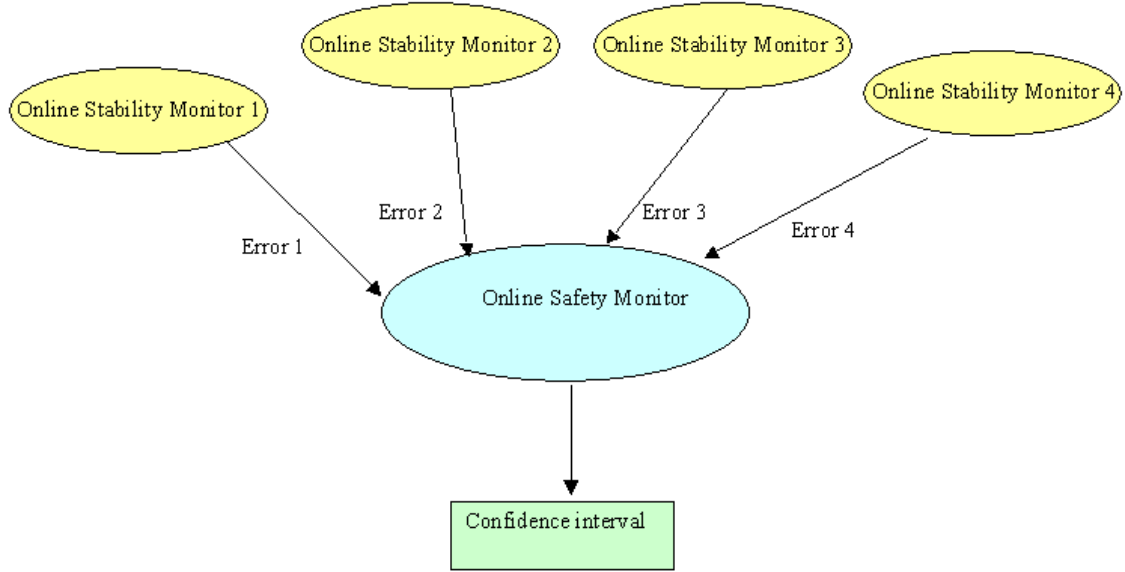 Online Stability Monitor 1
Online Stability Monitor 2
Online Stability Monitor 3
Online Stability Monitor 4
Error 1
Error 2
Error 3
Error 4
Online Safety Monitor
Confidence interval